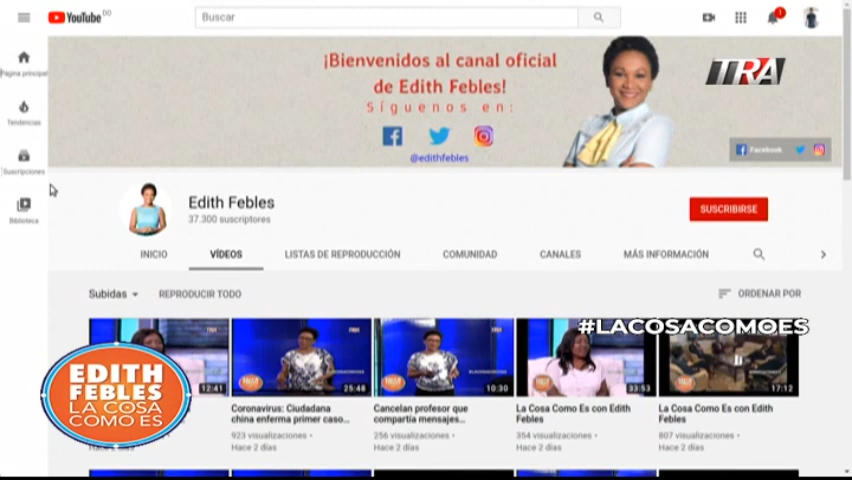 YouTube DO
Buscar
1
Página principal
Tendencias
Suscripciones
Biblioteca
¡Bienvenidos al canal oficial
de Edith Febles!
Síguenos en:
@edithfebles
TRA
Facebook
Edith Febles
37.300 suscriptores
SUSCRIBIRSE
INICIO
VÍDEOS
LISTAS DE REPRODUCCIÓN
COMUNIDAD
CANALES
MÁS INFORMACIÓN
Subidas
REPRODUCIR TODO
ORDENAR POR
#LACOSACOMOES
12:41
25:48
10:30
33:53
17:12
EDITH
FEBLES
LA COSA
COMO ES
Coronavirus: Ciudadana
china enferma primer caso...
923 visualizaciones •
Hace 2 días
Cancelan profesor que
compartía mensajes...
256 visualizaciones •
Hace 2 días
La Cosa Como Es con Edith
Febles
354 visualizaciones •
Hace 2 días
La Cosa Como Es con Edith
Febles
807 visualizaciones •
Hace 2 días